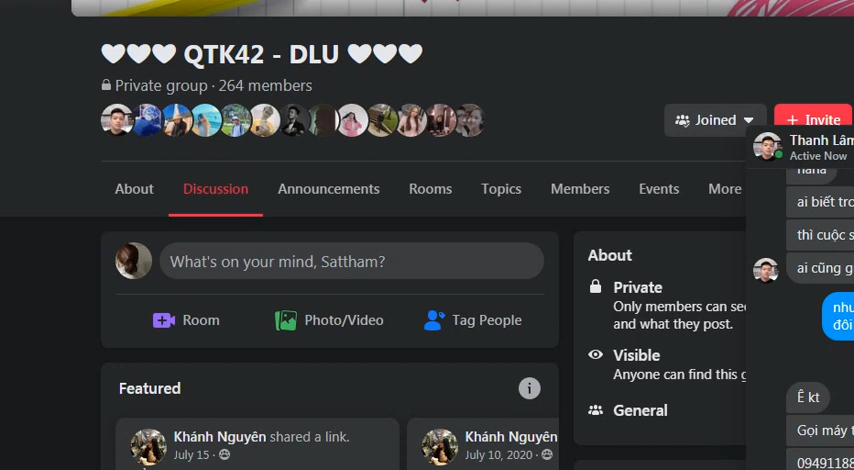 🤍🤍🤍 QTK42 - DLU 🤍🤍🤍
Private group · 264 members
Joined
+ Invite
About Discussion Announcements Rooms Topics Members Events More
What's on your mind, Sattham?
Room Photo/Video Tag People
Featured
Khánh Nguyên shared a link.
July 15
Khánh Nguyên
July 10, 2020
About
Private
Only members can see
and what they post.
Visible
Anyone can find this
General
Thanh Lâm
Active Now
haha
ai biết
thì cuộc
ai cũng
đôi
Ê kt
Gọi máy